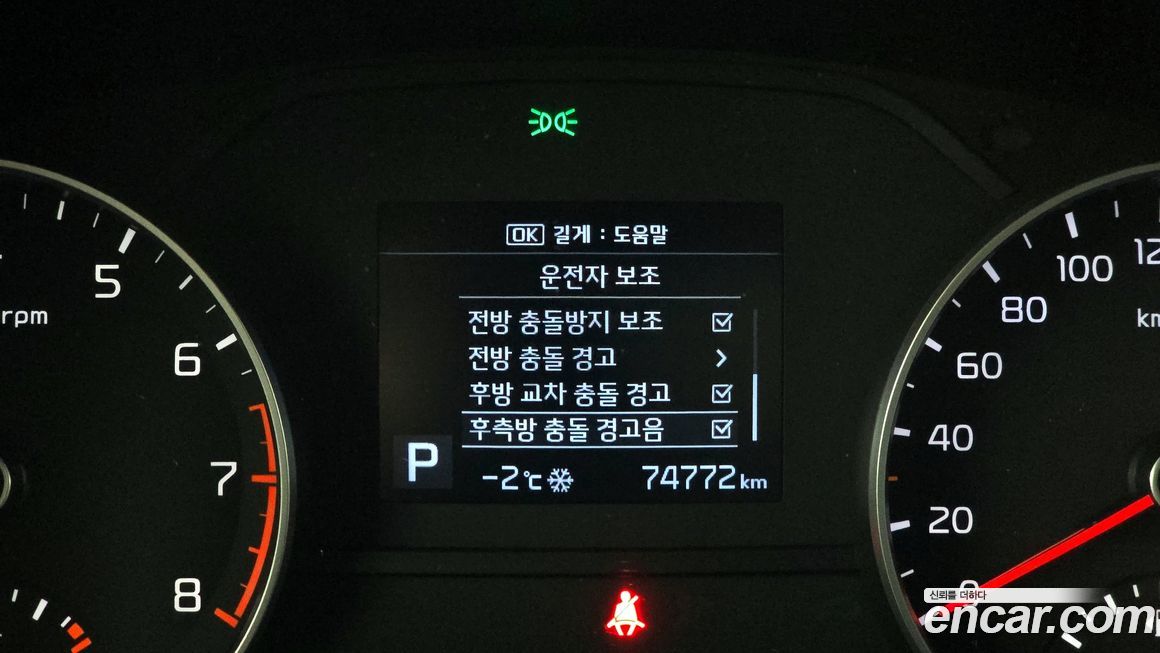 OK 길게 : 도움말
운전자 보조
전방 충돌방지 보조
전방 충돌 경고
후방 교차 충돌 경고
후측방 충돌 경고음
P
-2°C
74772km
5
rpm
6
7
8
100
80
60
40
20
0
신뢰를 더하다
encar.com